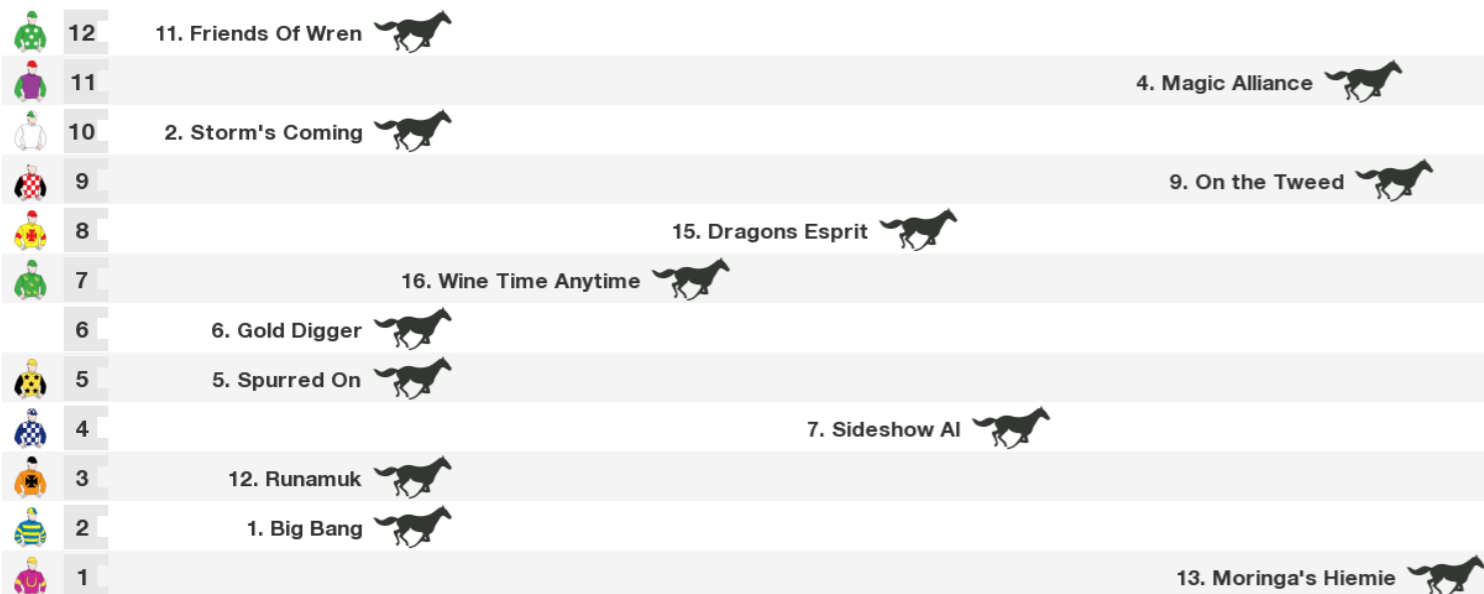 12 11. Friends Of Wren
11 4. Magic Alliance
10 2. Storm's Coming
9 9. On the Tweed
8 15. Dragons Esprit
7 16. Wine Time Anytime
6 6. Gold Digger
5 5. Spurred On
4 7. Sideshow Al
3 12. Runamuk
2 1. Big Bang
1 13. Moringa's Hiemie